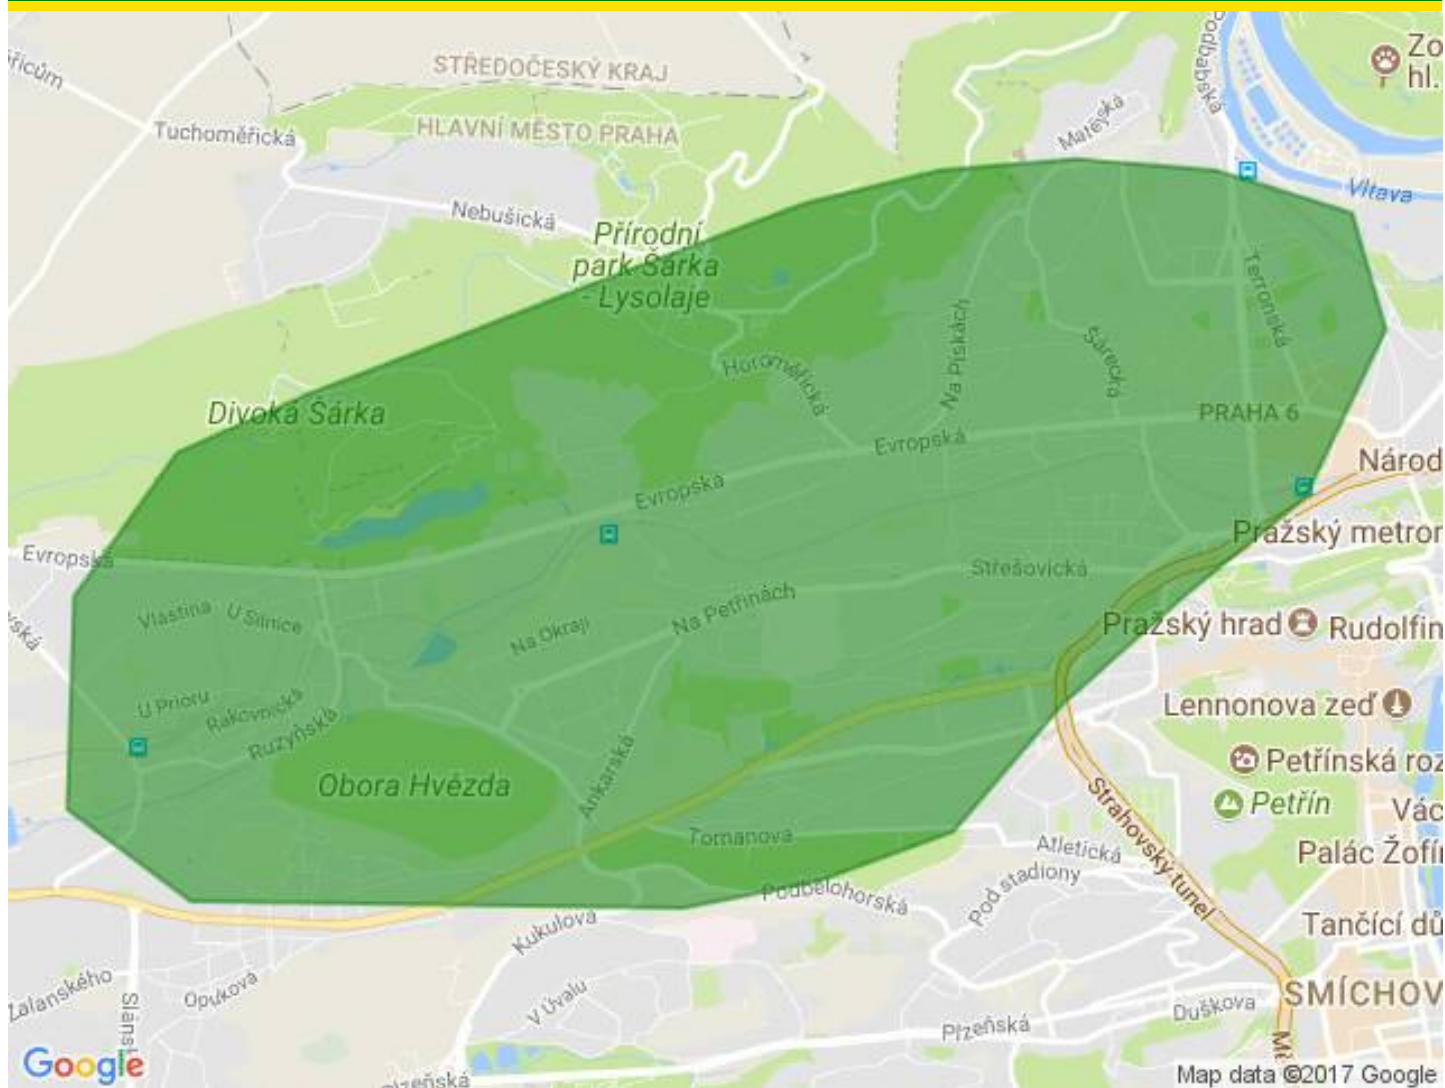 STŘEDOČESKÝ KRAJ
Zo
hl.
Podbabská
Matějská
Tuchoměřická
HLAVNÍ MĚSTO PRAHA
Vltava
Nebušická
Přírodní
park Šárka
- Lysolaje
Terronská
Na Pískách
Šárecká
Horoměřická
Divoká Šárka
PRAHA 6
Evropská
Národ
Evropská
Pražský metron
Evropská
Střešovická
Na Petřinách
Vlastina
U Silnice
Na Okraji
Pražský hrad
Rudolfin
U Prioru
Rakovnická
Ruzyňská
Lennonova zeď
Ankarská
Petřínská roz
Obora Hvězda
Petřín
Vác
Strahovský tunel
Tomanova
Atletická
Palác Žofín
Pod stadiony
Podbělohorská
Kukulova
Tančící dů
Zalanského
Opukova
Slánsk
V Úvalu
SMÍCHOV
Duškova
Plzeňská
Google
Plzeňská
Map data ©2017 Google